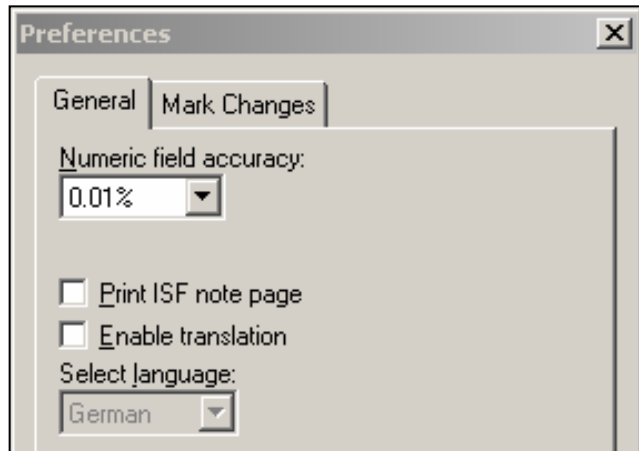 Preferences
General Mark Changes
Numeric field accuracy:
0.01%
Print ISF note page
Enable translation
Select language:
German